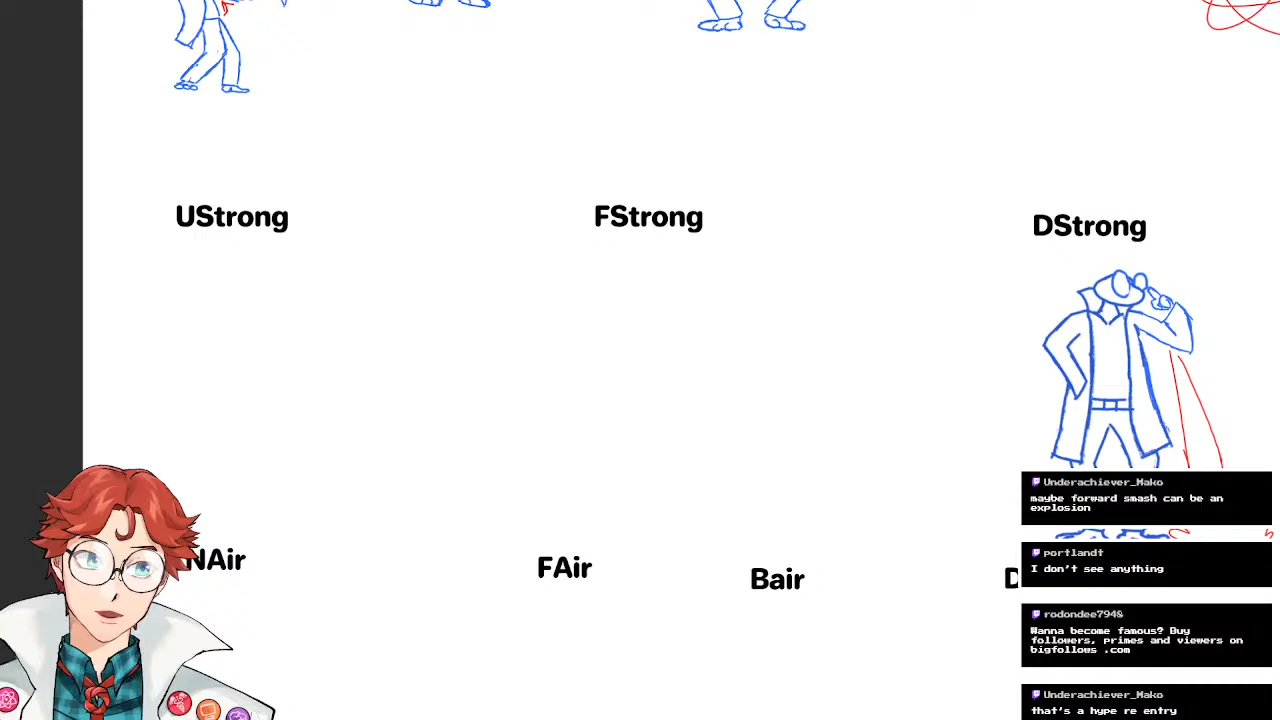 UStrong
FStrong
DStrong
NAir
FAir
Bair
D
Underachiever_Mako
maybe forward smash can be an
explosion
portlandt
I don't see anything
rodondee7948
Wanna become famous? Buy
followers, primes and viewers on
bigfollows .com
Underachiever_Mako
that's a hype re entry